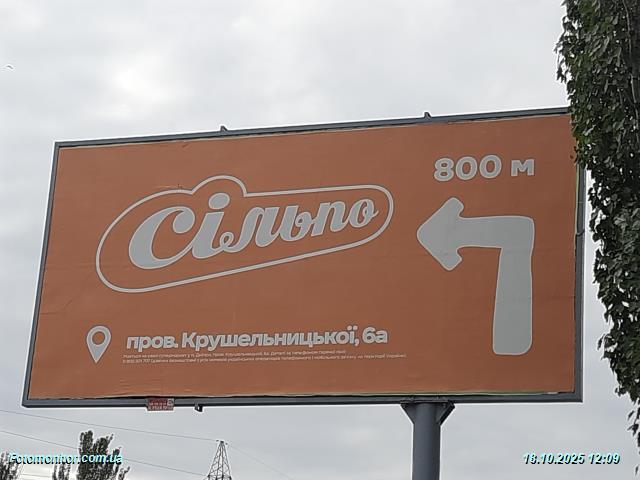 800 м
Сільпо
пров. Крушельницької, 6а
Fotomonitor.com.ua
18.10.2025 12:09